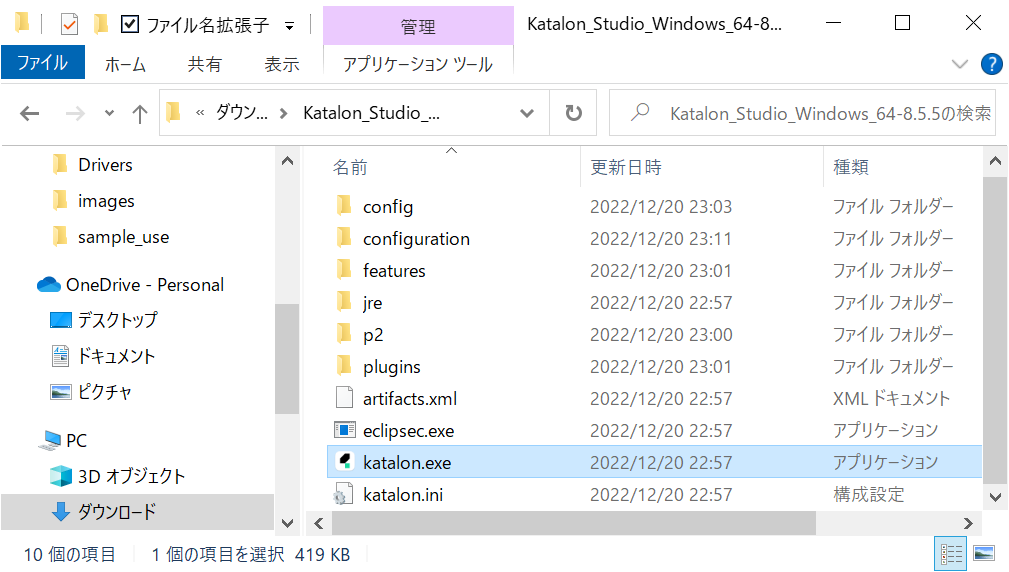 ファイル名拡張子
管理
Katalon_Studio_Windows_64-8...
ファイル ホーム 共有 表示 アプリケーション ツール ?
« ダウン... Katalon_Studio_... Katalon_Studio_Windows_64-8.5.5の検索
Drivers
images
sample_use
OneDrive - Personal
デスクトップ
ドキュメント
ピクチャ
PC
3D オブジェクト
ダウンロード
名前 更新日時 種類
config 2022/12/20 23:03 ファイル フォルダー
configuration 2022/12/20 23:11 ファイル フォルダー
features 2022/12/20 23:01 ファイル フォルダー
jre 2022/12/20 22:57 ファイル フォルダー
p2 2022/12/20 23:00 ファイル フォルダー
plugins 2022/12/20 23:01 ファイル フォルダー
artifacts.xml 2022/12/20 22:57 XML ドキュメント
eclipsec.exe 2022/12/20 22:57 アプリケーション
katalon.exe 2022/12/20 22:57 アプリケーション
katalon.ini 2022/12/20 22:57 構成設定
10 個の項目 1 個の項目を選択 419 KB